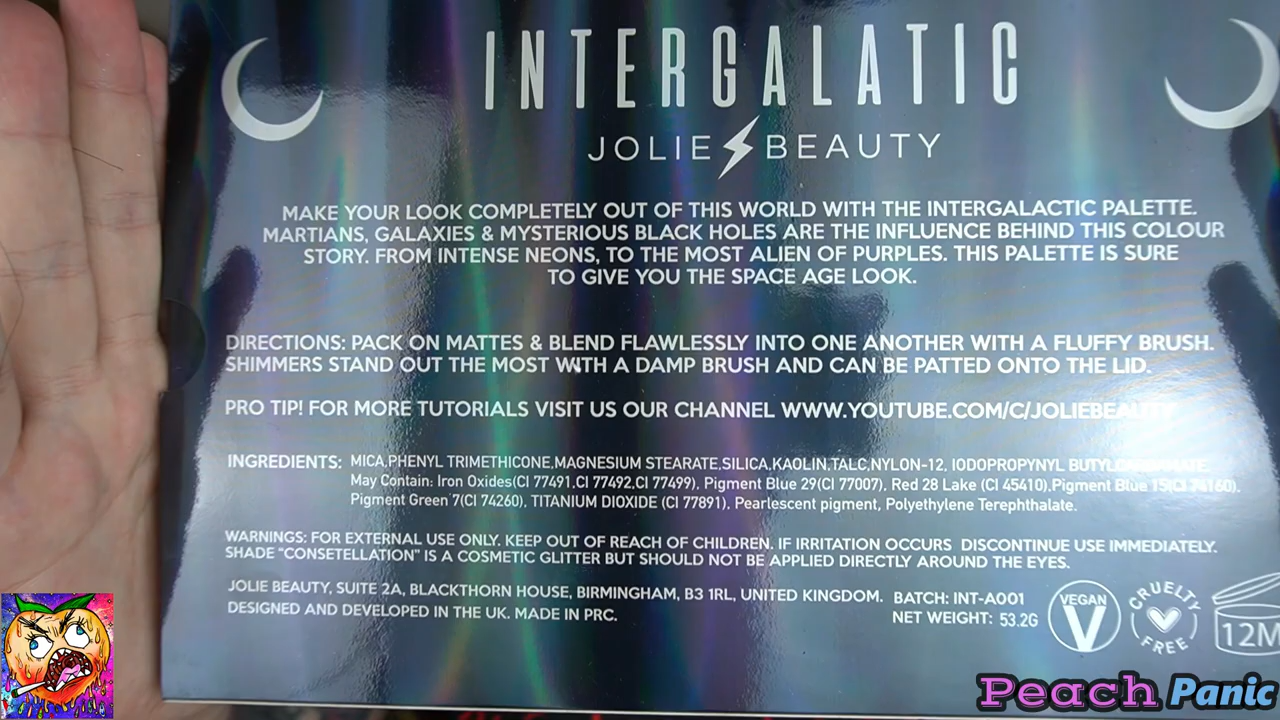 INTERGALATIC
JOLIE BEAUTY
MAKE YOUR LOOK COMPLETELY OUT OF THIS WORLD WITH THE INTERGALACTIC PALETTE.
MARTIANS, GALAXIES & MYSTERIOUS BLACK HOLES ARE THE INFLUENCE BEHIND THIS COLOUR
STORY. FROM INTENSE NEONS, TO THE MOST ALIEN OF PURPLES. THIS PALETTE IS SURE
TO GIVE YOU THE SPACE AGE LOOK.
DIRECTIONS: PACK ON MATTES & BLEND FLAWLESSLY INTO ONE ANOTHER WITH A FLUFFY BRUSH.
SHIMMERS STAND OUT THE MOST WITH A DAMP BRUSH AND CAN BE PATTED ONTO THE LID.
PRO TIP! FOR MORE TUTORIALS VISIT US OUR CHANNEL WWW.YOUTUBE.COM/C/JOLIEBEAUTY
INGREDIENTS: MICA,PHENYL TRIMETHICONE,MAGNESIUM STEARATE,SILICA,KAOLIN,TALC,NYLON-12, IODOPROPYNYL BUTYLCARBAMATE
May Contain: Iron Oxides(CI 77491,CI 77492,CI 77499). Pigment Blue 29(CI 77007), Red 28 Lake (CI 45410),Pigment Blue 15(CI 74160).
Pigment Green 7(CI 74260). TITANIUM DIOXIDE (CI 77891). Pearlescent pigment, Polyethylene Terephthalate.
WARNINGS: FOR EXTERNAL USE ONLY. KEEP OUT OF REACH OF CHILDREN. IF IRRITATION OCCURS DISCONTINUE USE IMMEDIATELY.
SHADE "CONSETELLATION" IS A COSMETIC GLITTER BUT SHOULD NOT BE APPLIED DIRECTLY AROUND THE EYES.
JOLIE BEAUTY, SUITE 2A, BLACKTHORN HOUSE, BIRMINGHAM, B3 1RL, UNITED KINGDOM. BATCH: INT-A001
DESIGNED AND DEVELOPED IN THE UK. MADE IN PRC. NET WEIGHT: 53.2G
VEGAN V
CRUELTY FREE
12M
Peach Panic